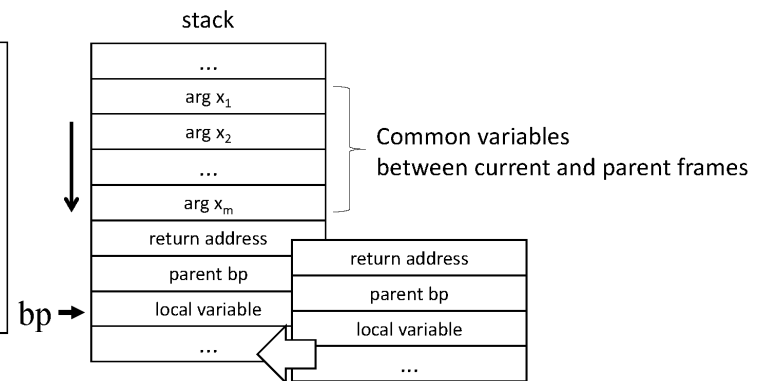 stack
...
arg x1
arg x2
...
arg xm
Common variables
between current and parent frames
return address
parent bp
bp
local variable
...
return address
parent bp
local variable
...